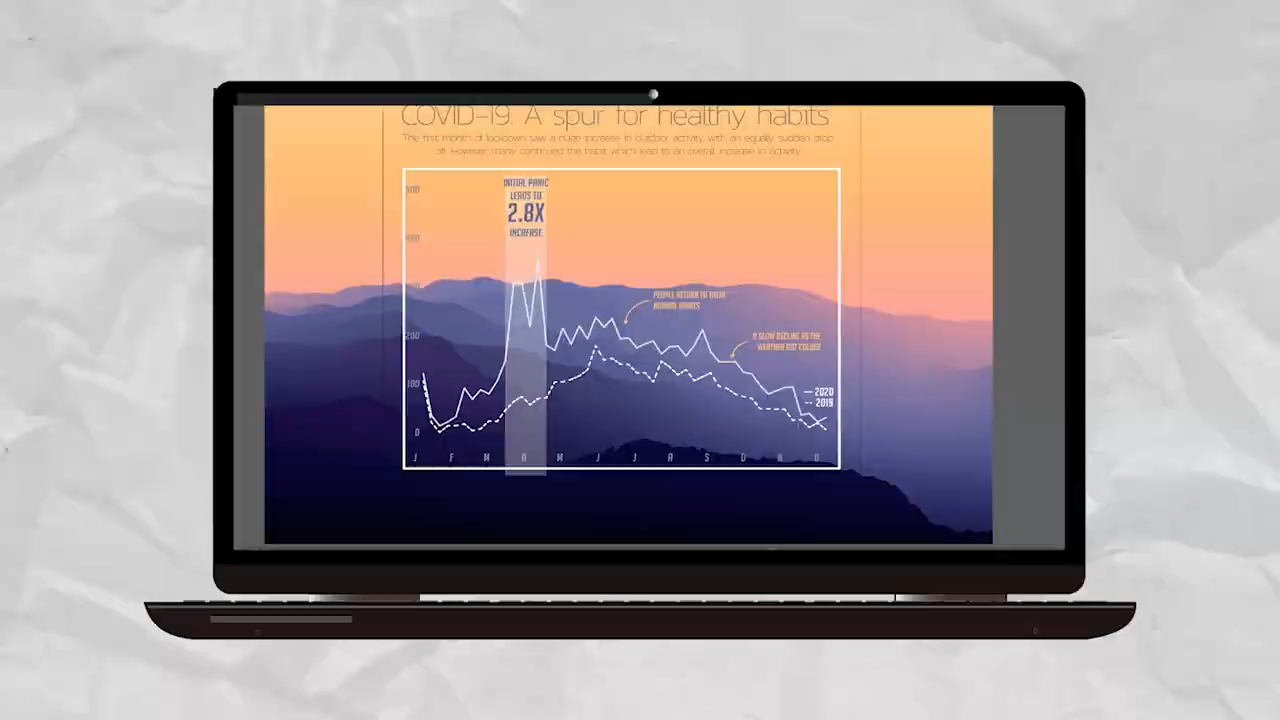 COVID-19. A spur for healthy habits
The first month of lockdown saw a huge increase in outdoor activity, with an equally sudden drop
off. However, many continued the habit which lead to an overall increase in activity
INITIAL PANIC
LEADS TO
2.8X
INCREASE.
500
400
200
100
0
PEOPLE RETURN TO THEIR
NORMAL HABITS
A SLOW DECLINE AS THE
WEATHER GOT COLDER
2020
2019
J F M A M J J A S O N D